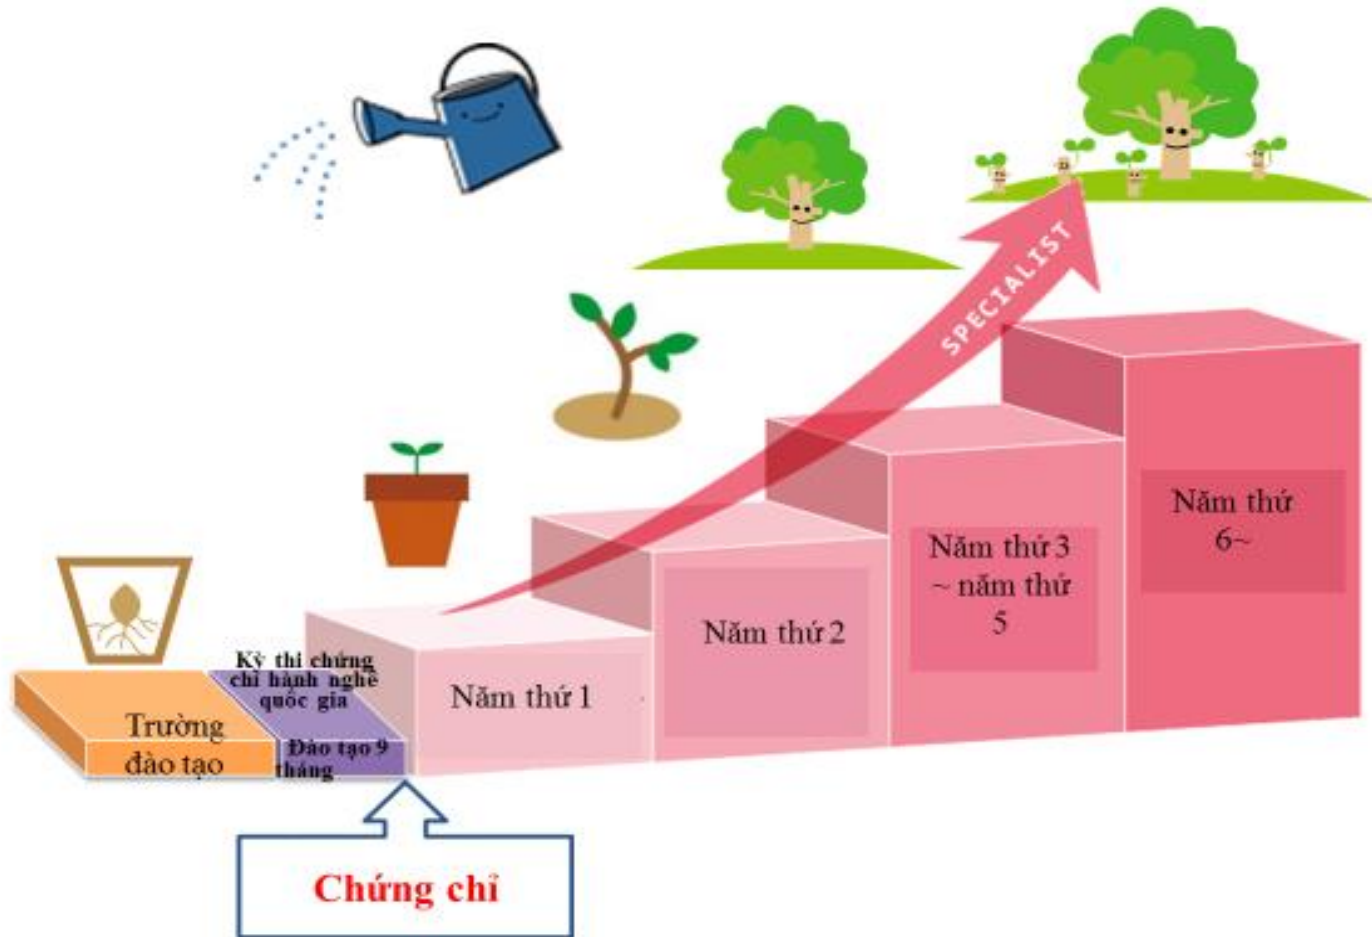 SPECIALIST
Năm thứ
6~
Năm thứ 3
~ năm thứ
5
Năm thứ 2
Năm thứ 1
Kỳ thi chứng
chỉ hành nghề
quốc gia
Đào tạo 9
tháng
Trường
đào tạo
Chứng chỉ